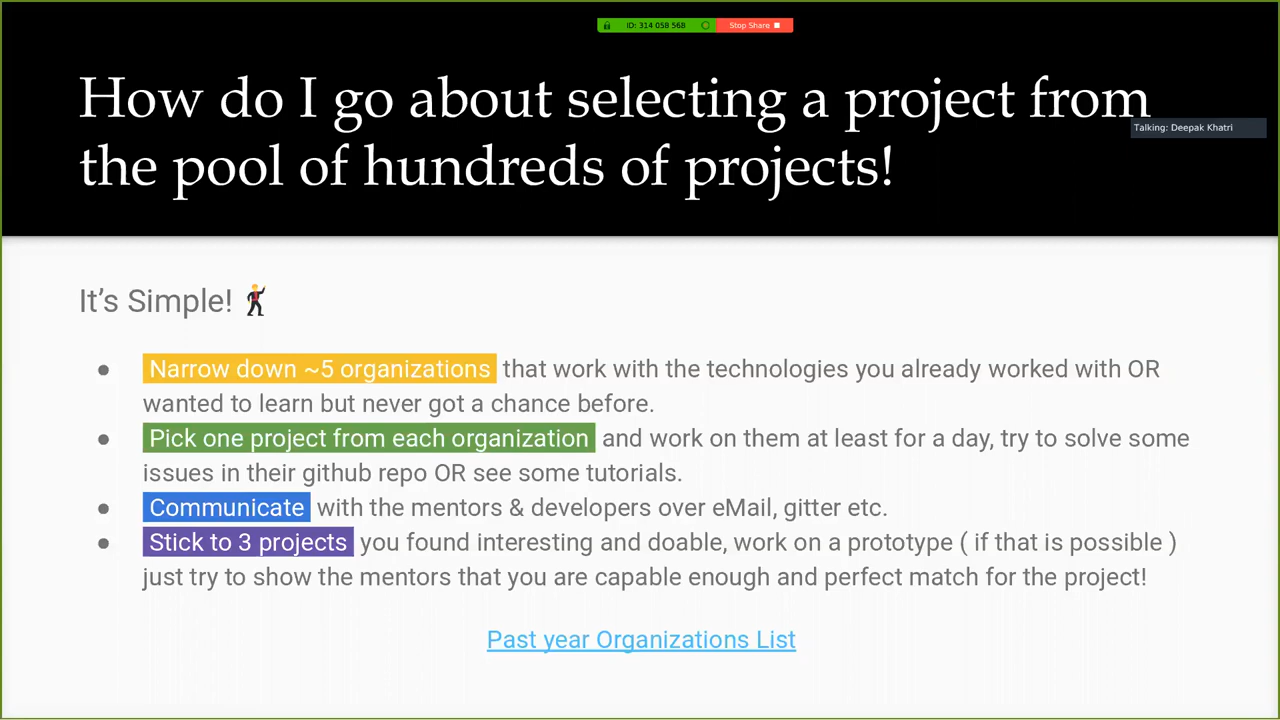 ID: 314 058 568 Stop Share
How do I go about selecting a project from
Talking: Deepak Khatri
the pool of hundreds of projects!
It's Simple!
● Narrow down ~5 organizations that work with the technologies you already worked with OR
wanted to learn but never got a chance before.
● Pick one project from each organization and work on them at least for a day, try to solve some
issues in their github repo OR see some tutorials.
● Communicate with the mentors & developers over eMail, gitter etc.
● Stick to 3 projects you found interesting and doable, work on a prototype ( if that is possible )
just try to show the mentors that you are capable enough and perfect match for the project!
Past year Organizations List